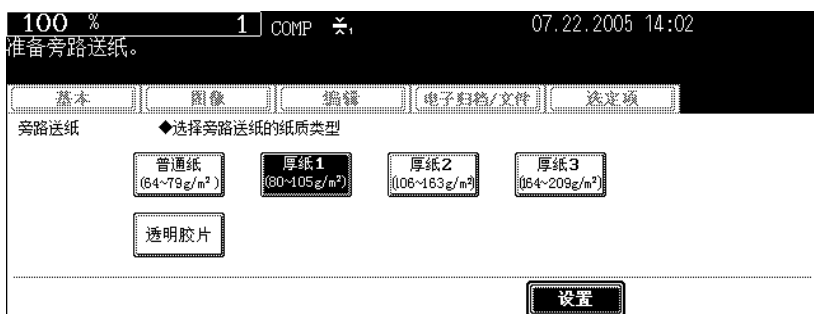 100 % 1 COMP 1 07.22.2005 14:02
准备旁路送纸。
基本 图像 编辑 电子归档/文件 选定项
旁路送纸 ◆选择旁路送纸的纸质类型
普通纸 厚纸1 厚纸2 厚纸3
(64~79g/m²) (80~105g/m²) (106~163g/m²) (164~209g/m²)
透明胶片
设置